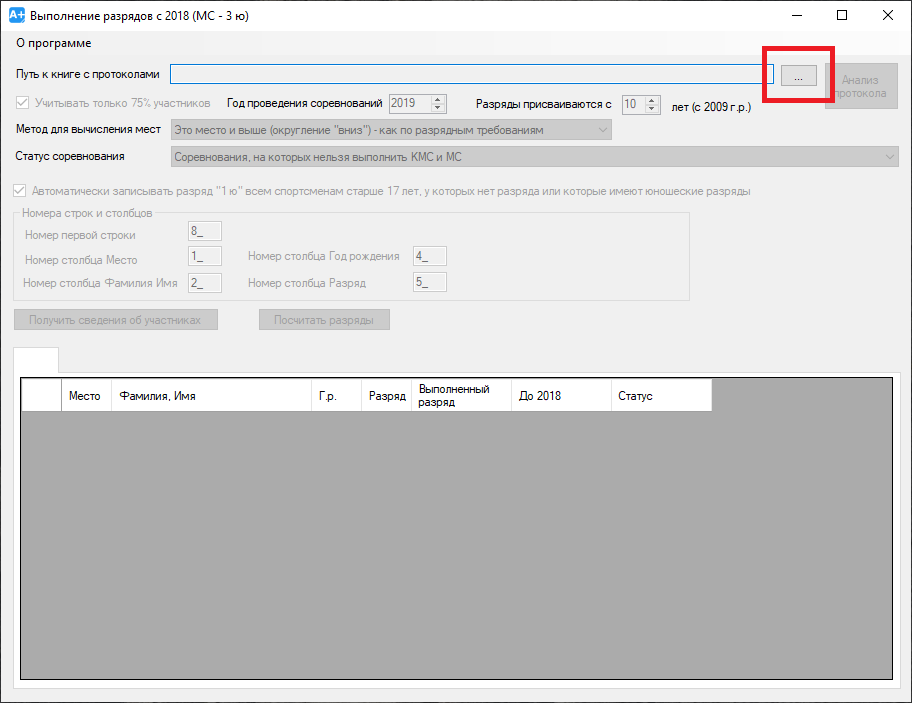 A+ Выполнение разрядов с 2018 (МС - 3 ю)
О программе
Путь к книге с протоколами ... Анализ протокола
Учитывать только 75% участников Год проведения соревнований 2019 Разряды присваиваются с 10 лет (с 2009 г.р.)
Метод для вычисления мест Это место и выше (округление "вниз") - как по разрядным требованиям
Статус соревнования Соревнования, на которых нельзя выполнить КМС и МС
Автоматически записывать разряд "1 ю" всем спортсменам старше 17 лет, у которых нет разряда или которые имеют юношеские разряды
Номера строк и столбцов
Номер первой строки 8_
Номер столбца Место 1_ Номер столбца Год рождения 4_
Номер столбца Фамилия Имя 2_ Номер столбца Разряд 5_
Получить сведения об участниках Посчитать разряды
Место Фамилия, Имя Г.р. Разряд Выполненный разряд До 2018 Статус